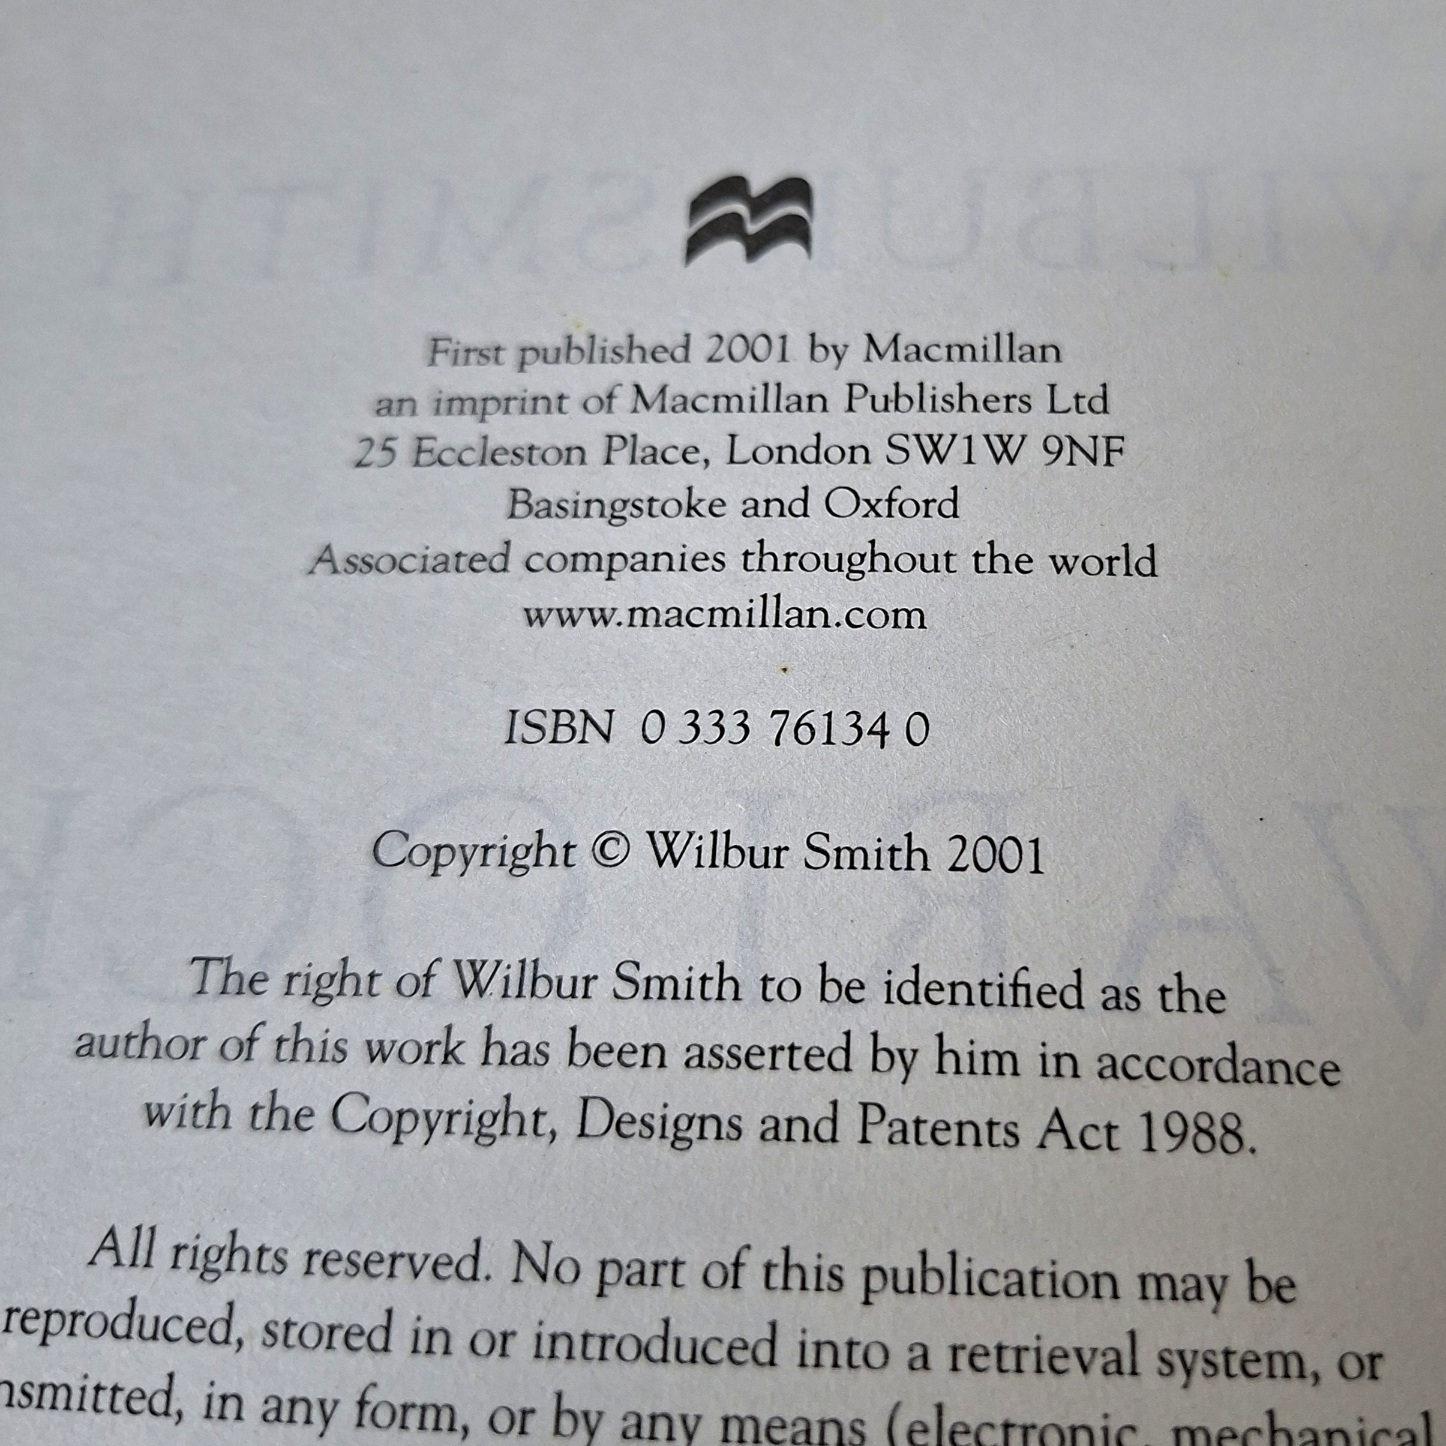 First published 2001 by Macmillan
an imprint of Macmillan Publishers Ltd
25 Eccleston Place, London SW1W 9NF
Basingstoke and Oxford
Associated companies throughout the world
www.macmillan.com
ISBN 0 333 76134 0
Copyright © Wilbur Smith 2001
The right of Wilbur Smith to be identified as the
author of this work has been asserted by him in accordance
with the Copyright, Designs and Patents Act 1988.
All rights reserved. No part of this publication may be
reproduced, stored in or introduced into a retrieval system, or
nsmitted, in any form, or by any means (electronic, mechanical